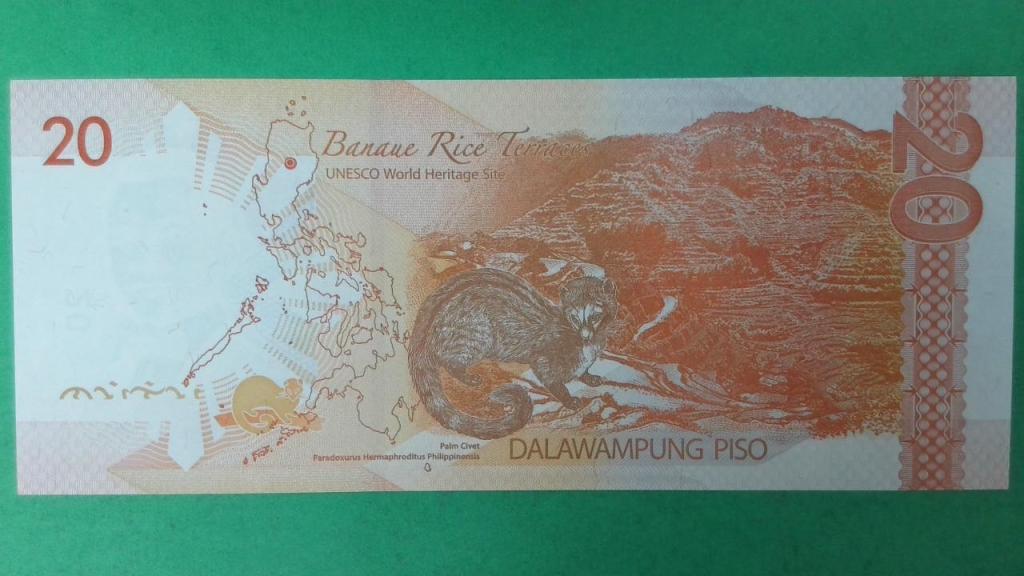 20
Banaue Rice Terraces
UNESCO World Heritage Site
20
Palm Civet
Paradoxurus Hermaphroditus Philippinensis
DALAWAMPUNG PISO